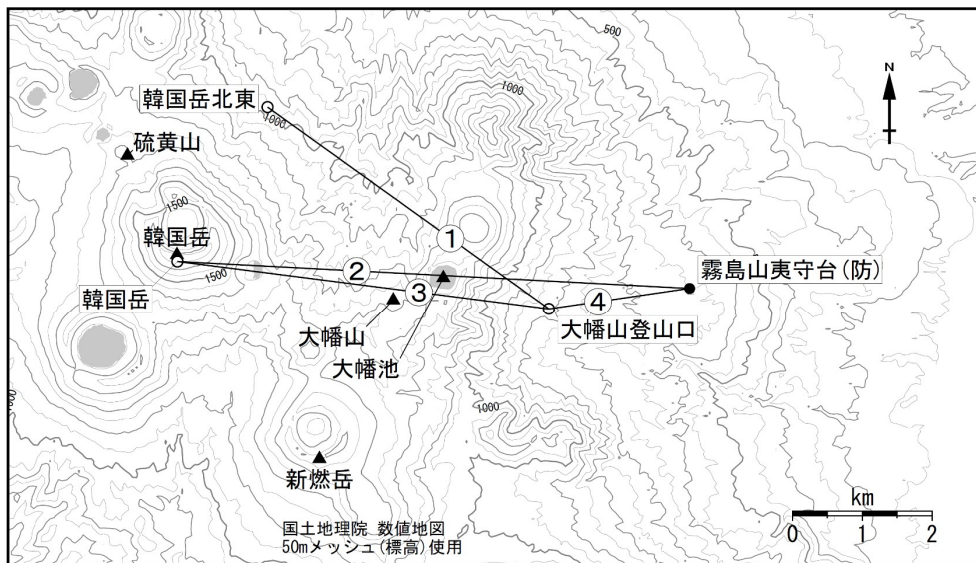 500
1000
N
韓国岳北東
1000
硫黄山
1500
①
韓国岳
②
霧島山夷守台(防)
1500
③
④
韓国岳
大幡山
大幡山登山口
大幡池
1000
1000
新燃岳
km
0 1 2
国土地理院 数値地図
50mメッシュ(標高)使用